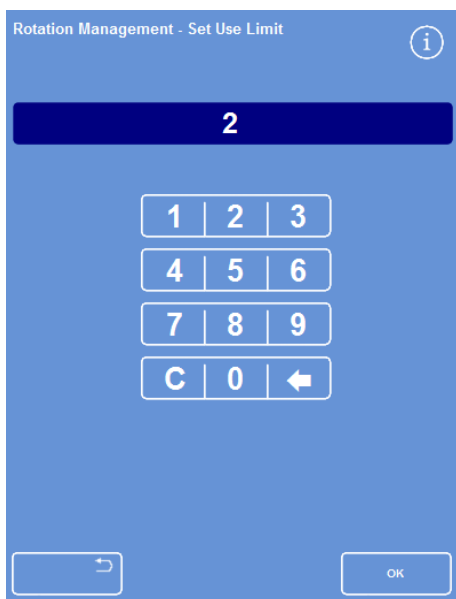 Rotation Management - Set Use Limit
i
2
1 2 3
4 5 6
7 8 9
C 0
OK